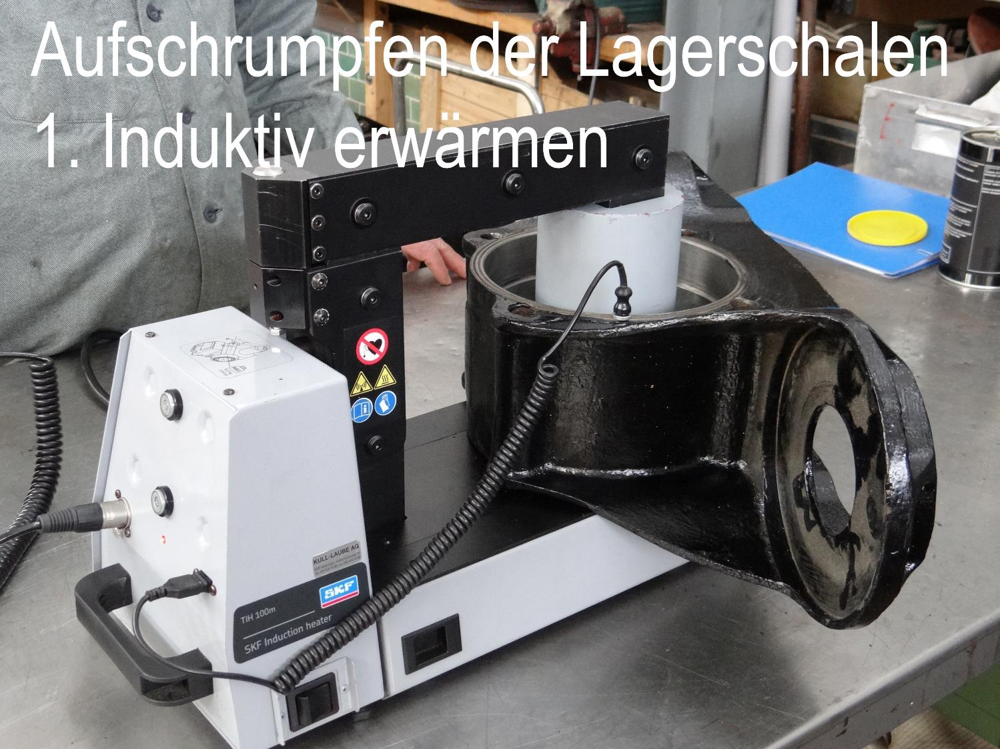 Aufschrumpfen der Lagerschalen
1. Induktiv erwärmen
KULL-LAUBE AG
SKF
TIH 100m
SKF Induction heater